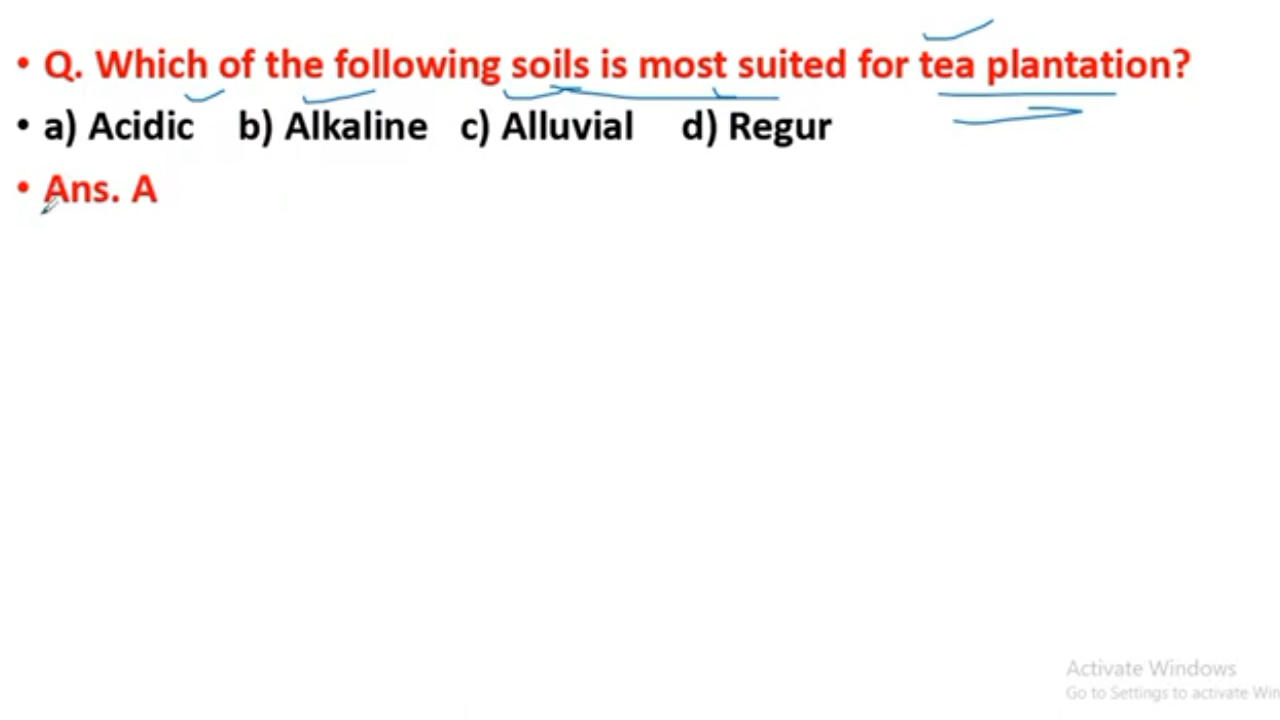 • Q. Which of the following soils is most suited for tea plantation?
• a) Acidic b) Alkaline c) Alluvial d) Regur
• Ans. A
Activate Windows
Go to Settings to activate Win